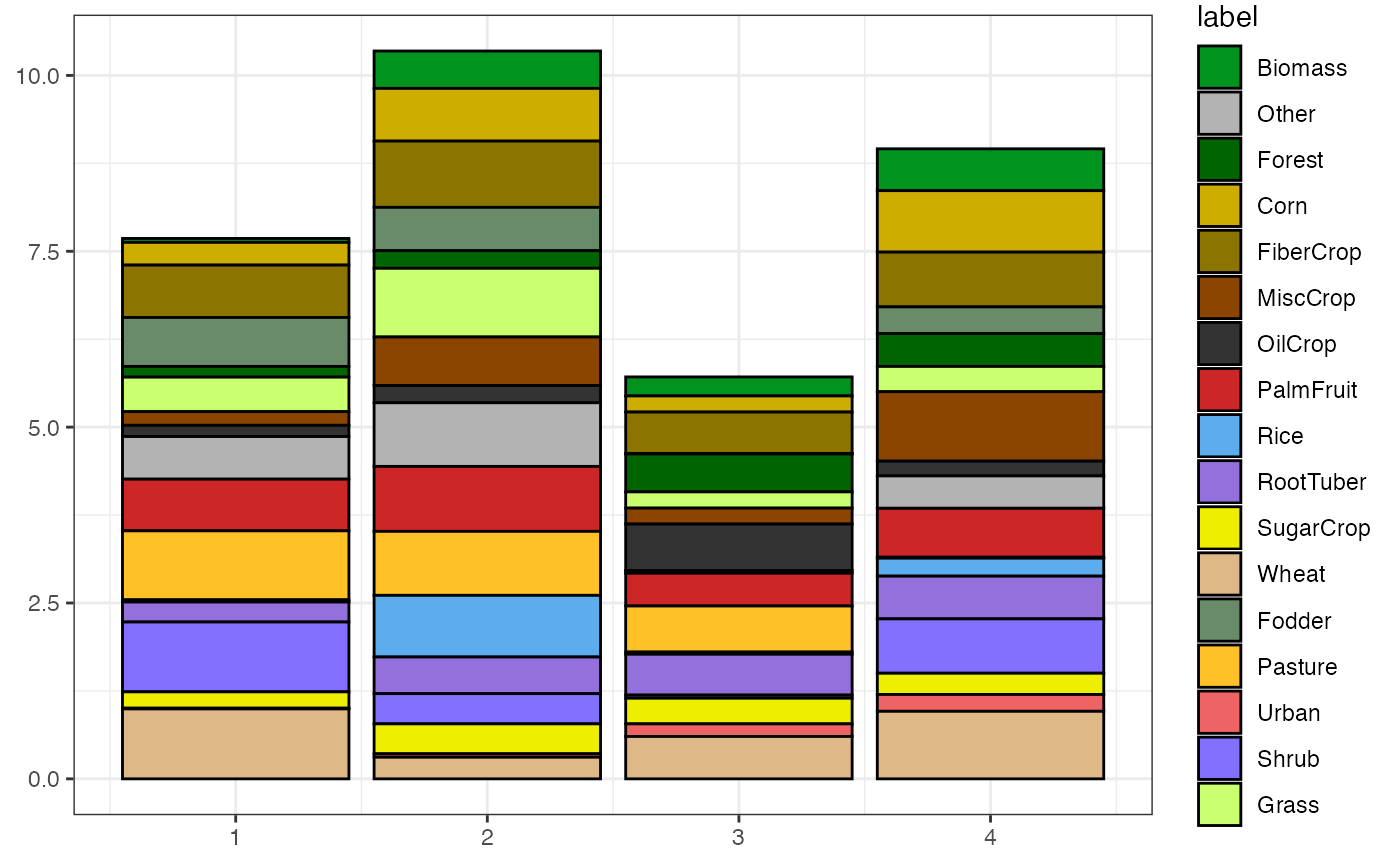 label
Biomass
Other
Forest
Corn
FiberCrop
MiscCrop
OilCrop
PalmFruit
Rice
RootTuber
SugarCrop
Wheat
Fodder
Pasture
Urban
Shrub
Grass
10.0
7.5
5.0
2.5
0.0
1 2 3 4